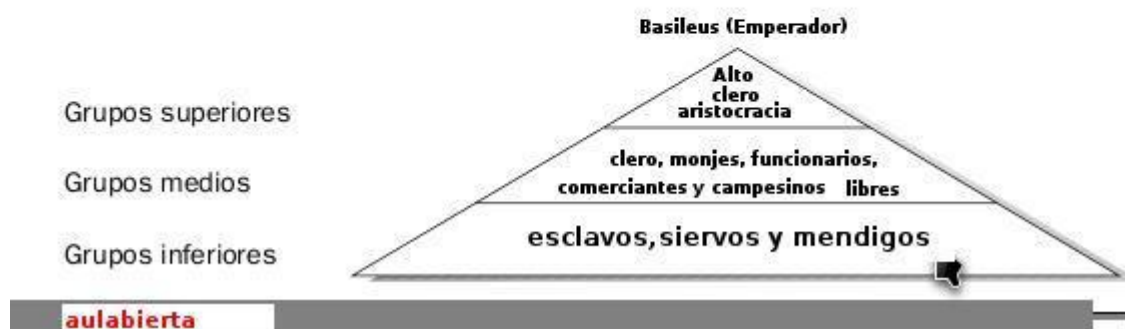 Basileus (Emperador)
Grupos superiores
Alto
clero
aristocracia
Grupos medios
clero, monjes, funcionarios,
comerciantes y campesinos libres
Grupos inferiores
esclavos, siervos y mendigos
aulabierta